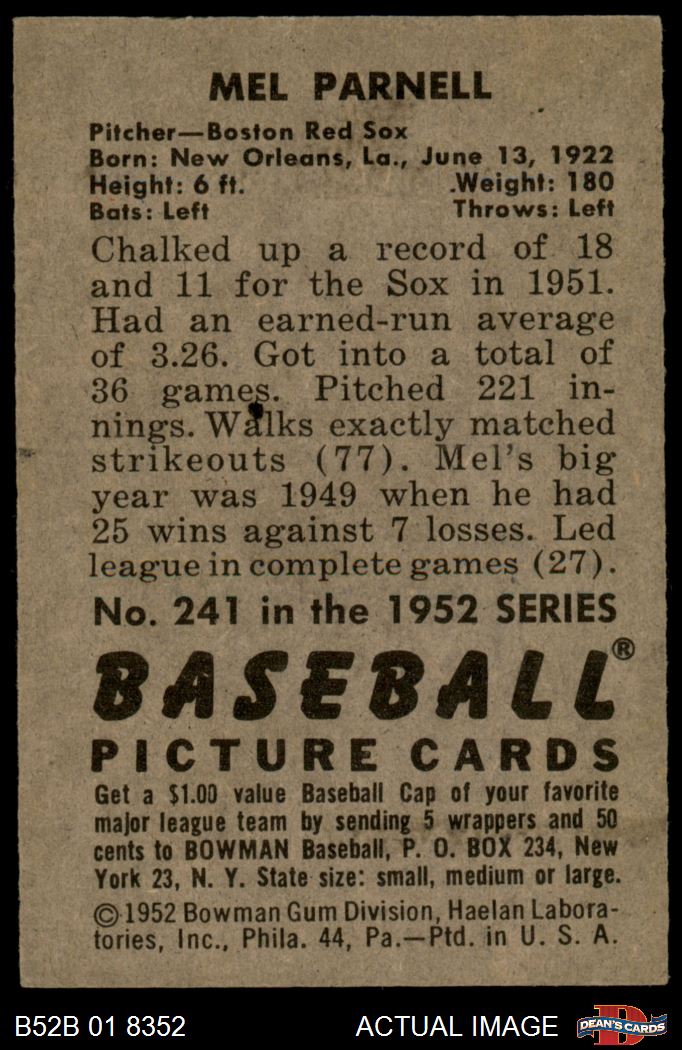 MEL PARNELL
Pitcher—Boston Red Sox
Born: New Orleans, La., June 13, 1922
Height: 6 ft. Weight: 180
Bats: Left Throws: Left
Chalked up a record of 18
and 11 for the Sox in 1951.
Had an earned-run average
of 3.26. Got into a total of
36 games. Pitched 221 in-
nings. Walks exactly matched
strikeouts (77). Mel's big
year was 1949 when he had
25 wins against 7 losses. Led
league in complete games (27).
No. 241 in the 1952 SERIES
BASEBALL®
PICTURE CARDS
Get a $1.00 value Baseball Cap of your favorite
major league team by sending 5 wrappers and 50
cents to BOWMAN Baseball, P. O. BOX 234, New
York 23, N. Y. State size: small, medium or large.
©1952 Bowman Gum Division, Haelan Labora-
tories, Inc., Phila. 44, Pa.—Ptd. in U. S. A.
B52B 01 8352 ACTUAL IMAGE D DEAN'S CARDS